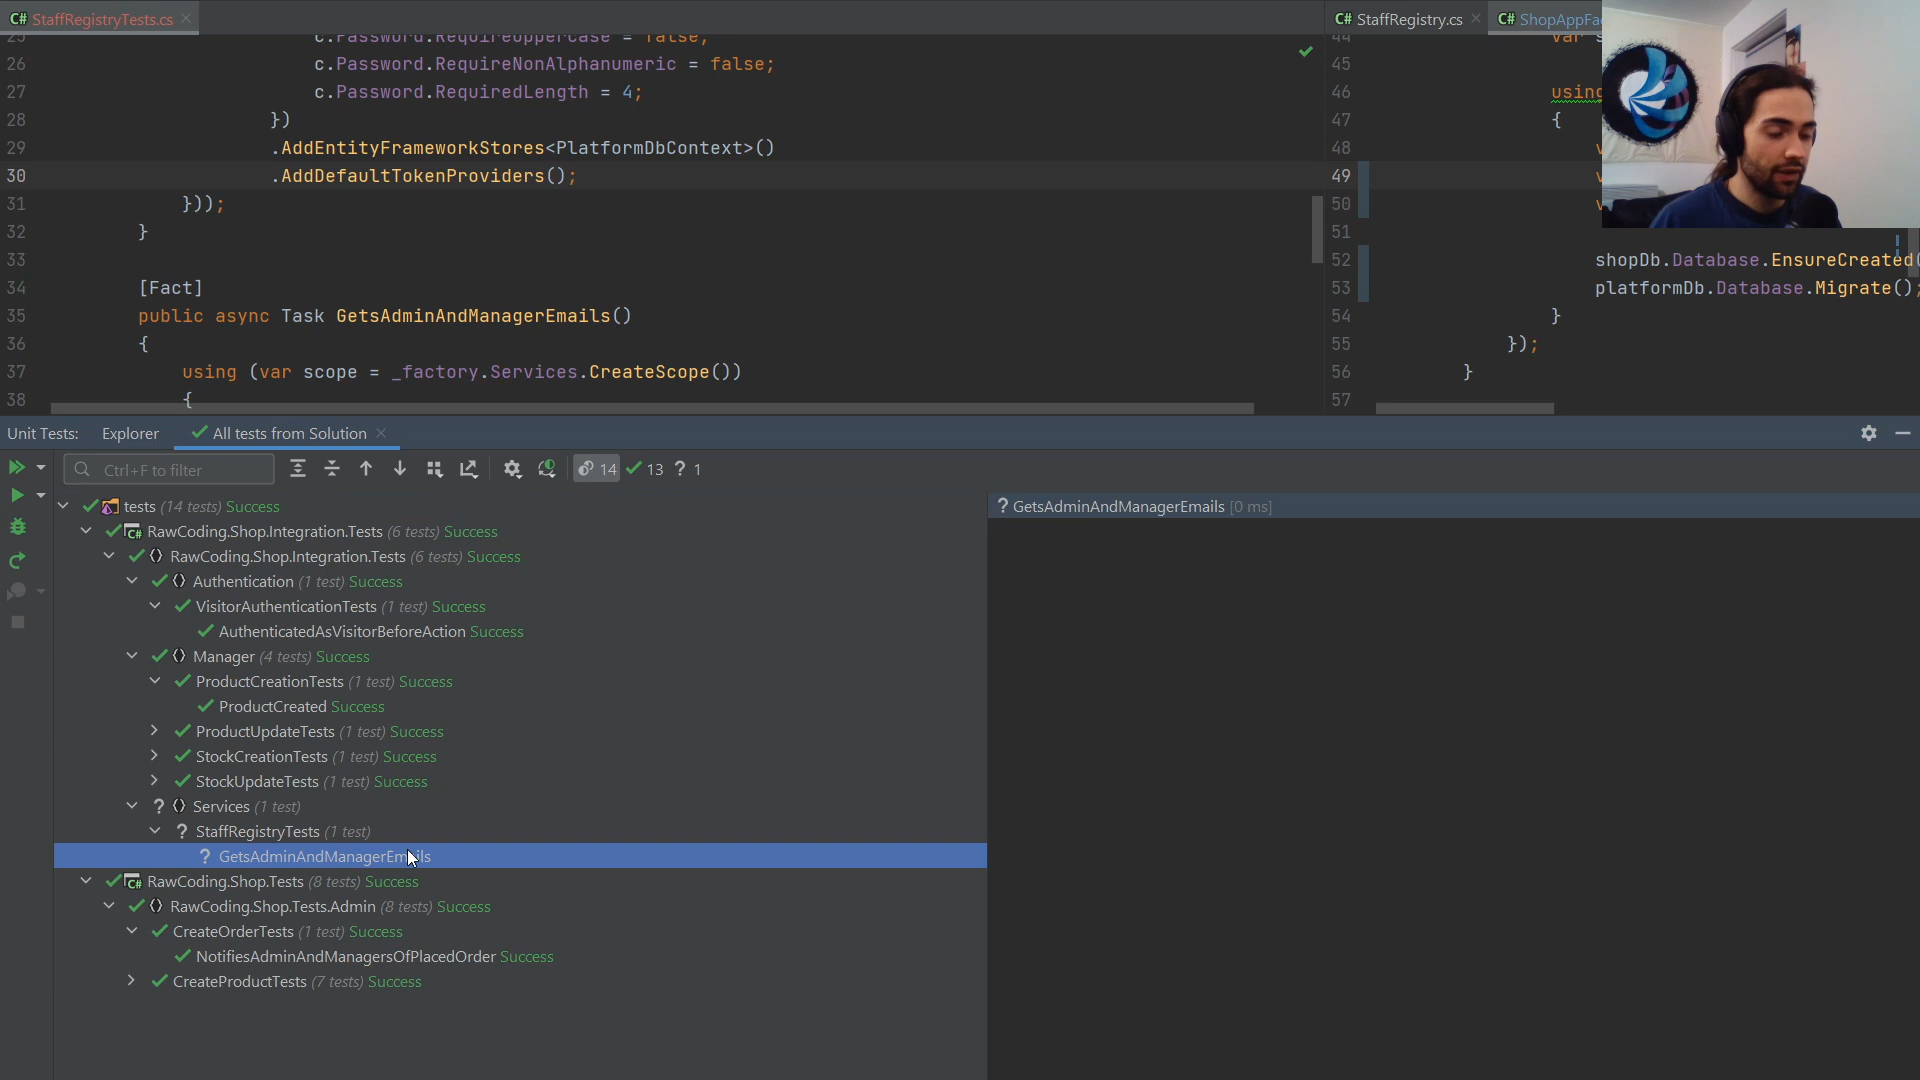 C# StaffRegistryTests.cs
C# StaffRegistry.cs
C# ShopAppFa
26 c.Password.RequireNonAlphanumeric = false;
27 c.Password.RequiredLength = 4;
28 })
29 .AddEntityFrameworkStores<PlatformDbContext>()
30 .AddDefaultTokenProviders();
31 }));
32 }
33
34 [Fact]
35 public async Task GetsAdminAndManagerEmails()
36 {
37 using (var scope = _factory.Services.CreateScope())
38 {
44
45
46 using
47 {
48
49
50
51
52 shopDb.Database.EnsureCreated(
53 platformDb.Database.Migrate();
54 }
55 });
56 }
57
Unit Tests: Explorer All tests from Solution
Ctrl+F to filter
14 13 ? 1
tests (14 tests) Success
C# RawCoding.Shop.Integration.Tests (6 tests) Success
RawCoding.Shop.Integration.Tests (6 tests) Success
Authentication (1 test) Success
VisitorAuthenticationTests (1 test) Success
AuthenticatedAsVisitorBeforeAction Success
Manager (4 tests) Success
ProductCreationTests (1 test) Success
ProductCreated Success
ProductUpdateTests (1 test) Success
StockCreationTests (1 test) Success
StockUpdateTests (1 test) Success
? Services (1 test)
? StaffRegistryTests (1 test)
? GetsAdminAndManagerEmails
C# RawCoding.Shop.Tests (8 tests) Success
RawCoding.Shop.Tests.Admin (8 tests) Success
CreateOrderTests (1 test) Success
NotifiesAdminAndManagersOfPlacedOrder Success
CreateProductTests (7 tests) Success
? GetsAdminAndManagerEmails [0 ms]